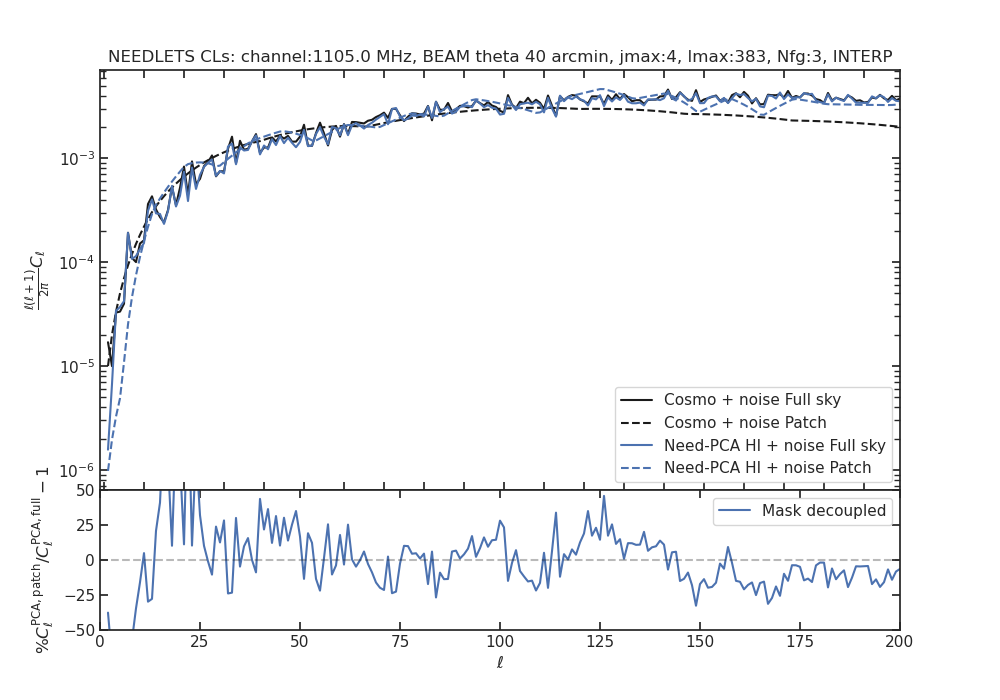 NEEDLETS CLs: channel:1105.0 MHz, BEAM theta 40 arcmin, jmax:4, lmax:383, Nfg:3, INTERP
ℓ(ℓ+1)/2π Cℓ
10⁻³
10⁻⁴
10⁻⁵
10⁻⁶
Cosmo + noise Full sky
Cosmo + noise Patch
Need-PCA HI + noise Full sky
Need-PCA HI + noise Patch
%Cℓ^PCA, patch/Cℓ^PCA, full − 1
50
25
0
−25
−50
Mask decoupled
0 25 50 75 100 125 150 175 200
ℓ